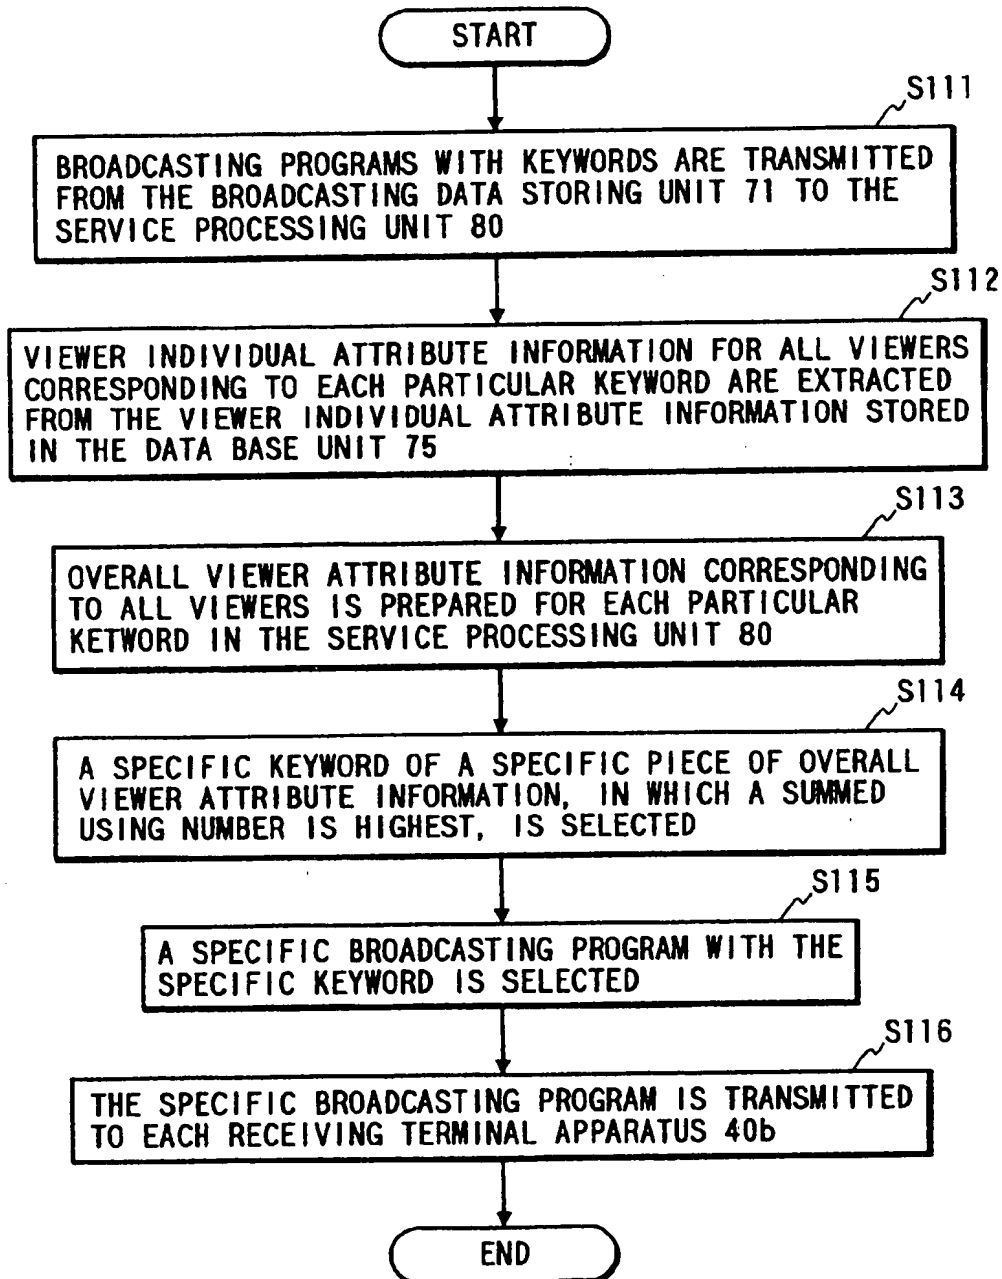 START
S111
BROADCASTING PROGRAMS WITH KEYWORDS ARE TRANSMITTED
FROM THE BROADCASTING DATA STORING UNIT 71 TO THE
SERVICE PROCESSING UNIT 80
S112
VIEWER INDIVIDUAL ATTRIBUTE INFORMATION FOR ALL VIEWERS
CORRESPONDING TO EACH PARTICULAR KEYWORD ARE EXTRACTED
FROM THE VIEWER INDIVIDUAL ATTRIBUTE INFORMATION STORED
IN THE DATA BASE UNIT 75
S113
OVERALL VIEWER ATTRIBUTE INFORMATION CORRESPONDING
TO ALL VIEWERS IS PREPARED FOR EACH PARTICULAR
KETWORD IN THE SERVICE PROCESSING UNIT 80
S114
A SPECIFIC KEYWORD OF A SPECIFIC PIECE OF OVERALL
VIEWER ATTRIBUTE INFORMATION, IN WHICH A SUMMED
USING NUMBER IS HIGHEST, IS SELECTED
S115
A SPECIFIC BROADCASTING PROGRAM WITH THE
SPECIFIC KEYWORD IS SELECTED
S116
THE SPECIFIC BROADCASTING PROGRAM IS TRANSMITTED
TO EACH RECEIVING TERMINAL APPARATUS 40b
END